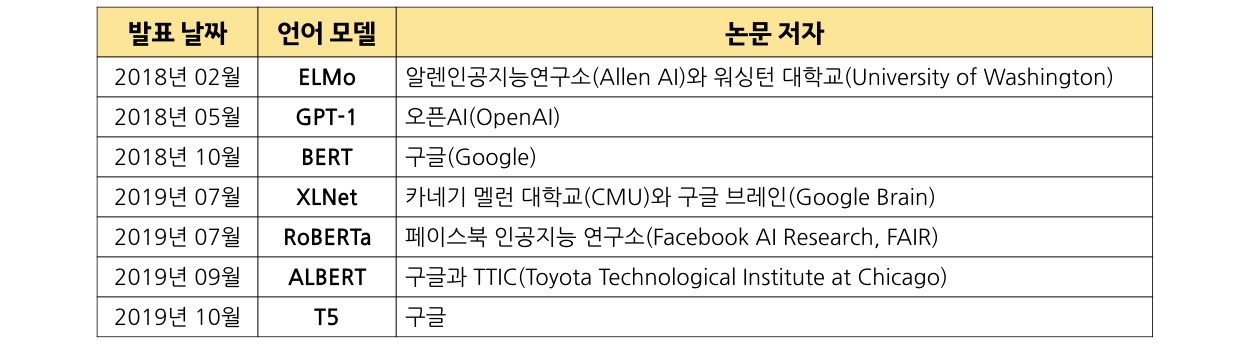 발표 날짜 언어 모델 논문 저자
2018년 02월 ELMo 알렌인공지능연구소(Allen AI)와 워싱턴 대학교(University of Washington)
2018년 05월 GPT-1 오픈AI(OpenAI)
2018년 10월 BERT 구글(Google)
2019년 07월 XLNet 카네기 멜런 대학교(CMU)와 구글 브레인(Google Brain)
2019년 07월 RoBERTa 페이스북 인공지능 연구소(Facebook AI Research, FAIR)
2019년 09월 ALBERT 구글과 TTIC(Toyota Technological Institute at Chicago)
2019년 10월 T5 구글